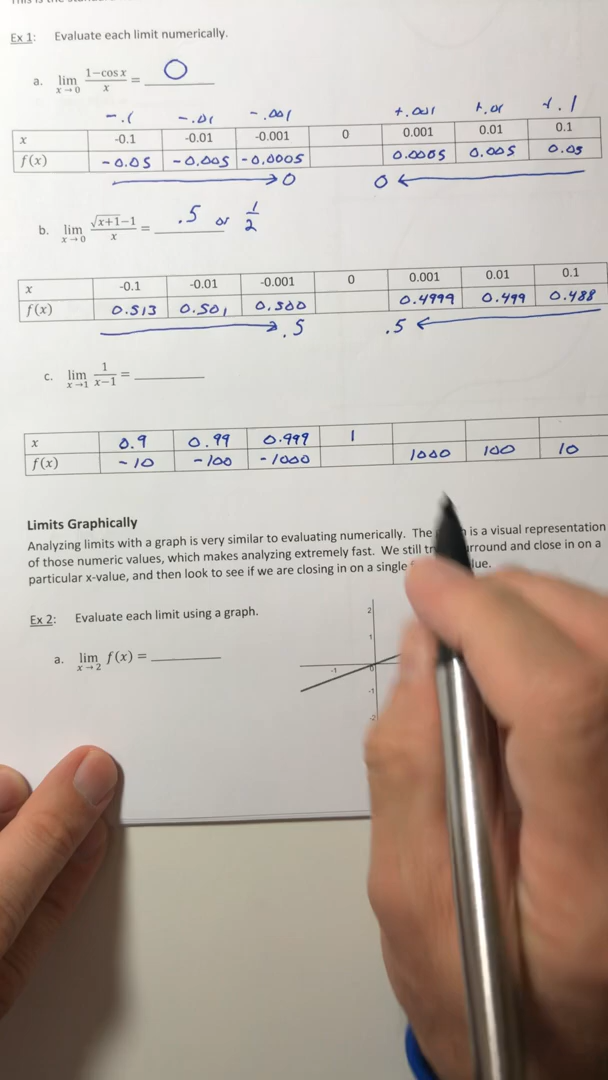 Ex 1: Evaluate each limit numerically.
a. lim x→0 1−cos x / x = 0
-.1 -.01 -.001 +.001 +.01 +.1
x -0.1 -0.01 -0.001 0 0.001 0.01 0.1
f(x) -0.05 -0.005 -0.0005 0.0005 0.005 0.05
→0 0←
b. lim x→0 √x+1−1 / x = .5 or 1/2
x -0.1 -0.01 -0.001 0 0.001 0.01 0.1
f(x) 0.513 0.501 0.500 0.4999 0.499 0.488
→.5 .5←
c. lim x→1 1 / x−1 =
x 0.9 0.99 0.999 1
f(x) -10 -100 -1000 1000 100 10
Limits Graphically
Analyzing limits with a graph is very similar to evaluating numerically. The is a visual representation
of those numeric values, which makes analyzing extremely fast. We still and close in on a
particular x-value, and then look to see if we are closing in on a single
Ex 2: Evaluate each limit using a graph.
2
1
a. lim x→2 f(x) =
-1
0
-1
-2